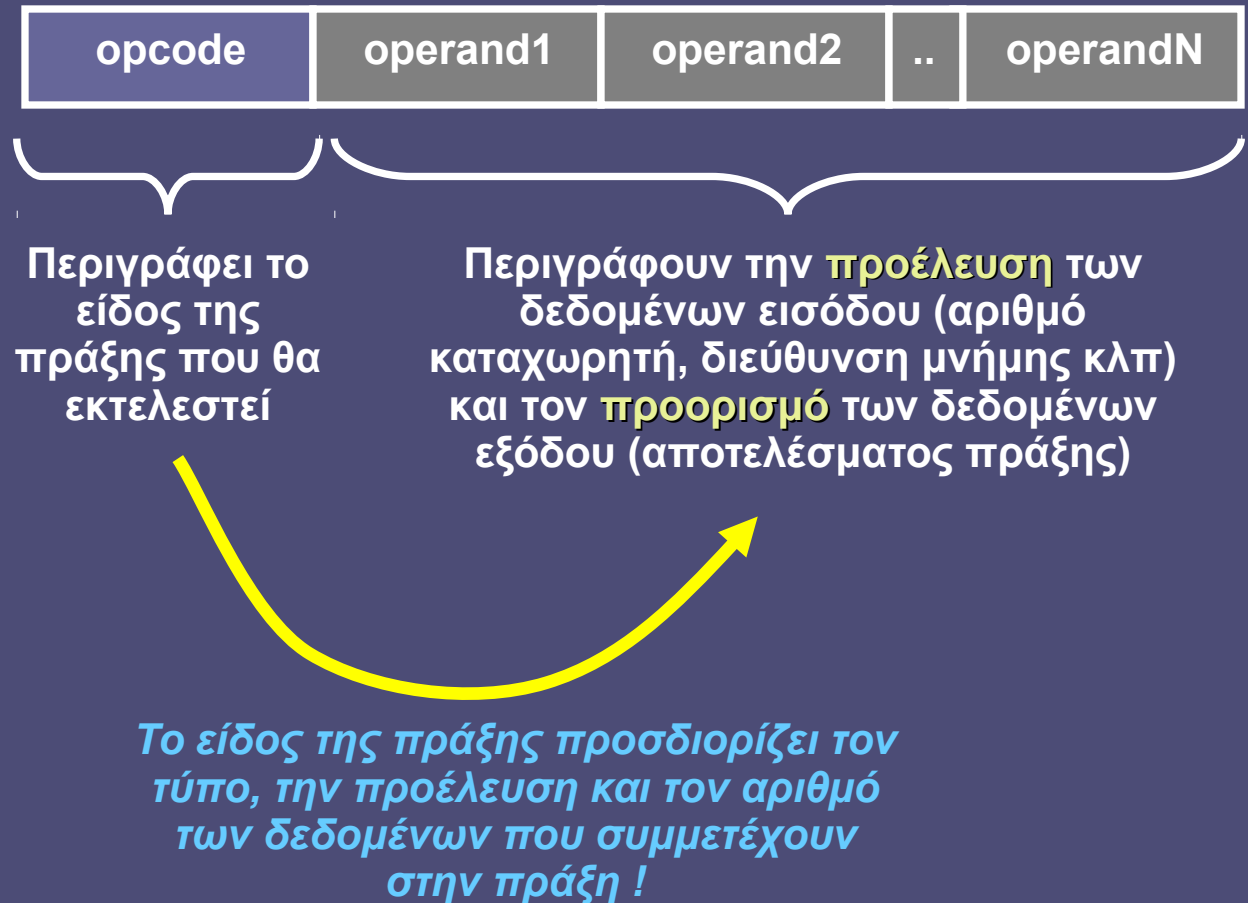 opcode operand1 operand2 .. operandN
Περιγράφει το
είδος της
πράξης που θα
εκτελεστεί
Περιγράφουν την προέλευση των
δεδομένων εισόδου (αριθμό
καταχωρητή, διεύθυνση μνήμης κλπ)
και τον προορισμό των δεδομένων
εξόδου (αποτελέσματος πράξης)
Το είδος της πράξης προσδιορίζει τον
τύπο, την προέλευση και τον αριθμό
των δεδομένων που συμμετέχουν
στην πράξη !